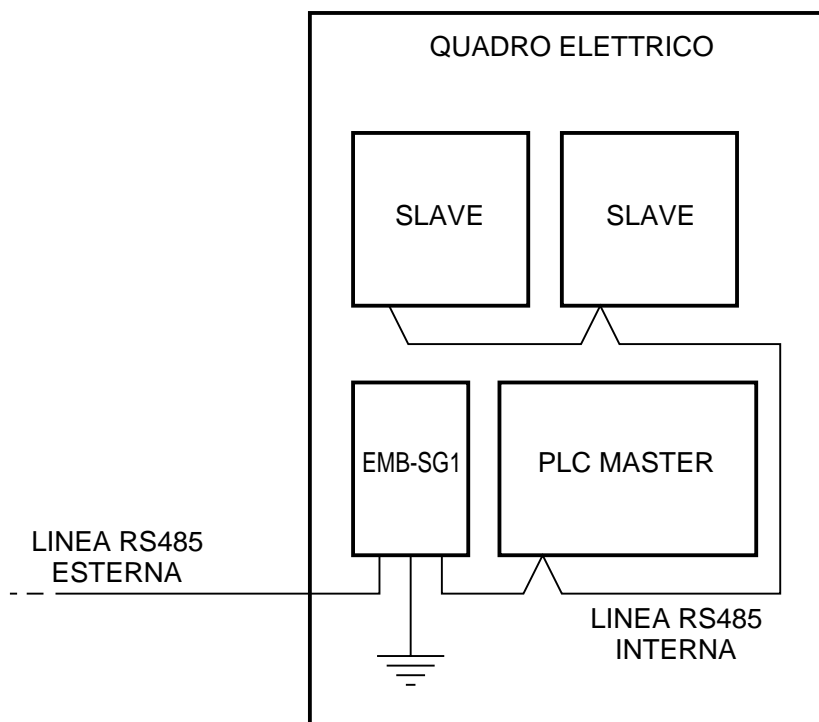 QUADRO ELETTRICO
SLAVE
SLAVE
EMB-SG1
PLC MASTER
LINEA RS485
ESTERNA
LINEA RS485
INTERNA